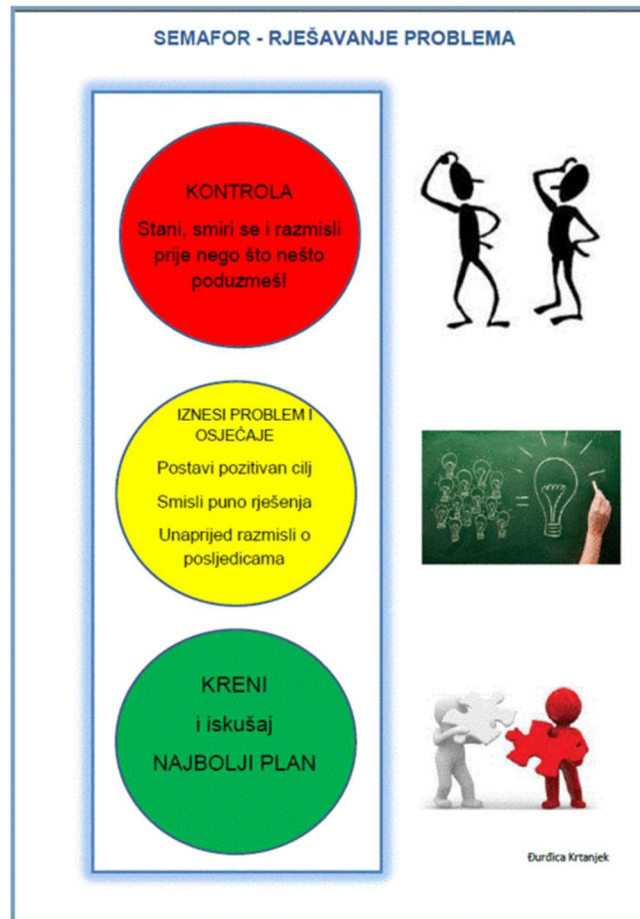 SEMAFOR - RJEŠAVANJE PROBLEMA
KONTROLA
Stani, smiri se i razmisli
prije nego što nešto
poduzmeš!
IZNESI PROBLEM I
OSJEĆAJE
Postavi pozitivan cilj
Smisli puno rješenja
Unaprijed razmisli o
posljedicama
KRENI
i iskušaj
NAJBOLJI PLAN
Đurđica Krtanjek